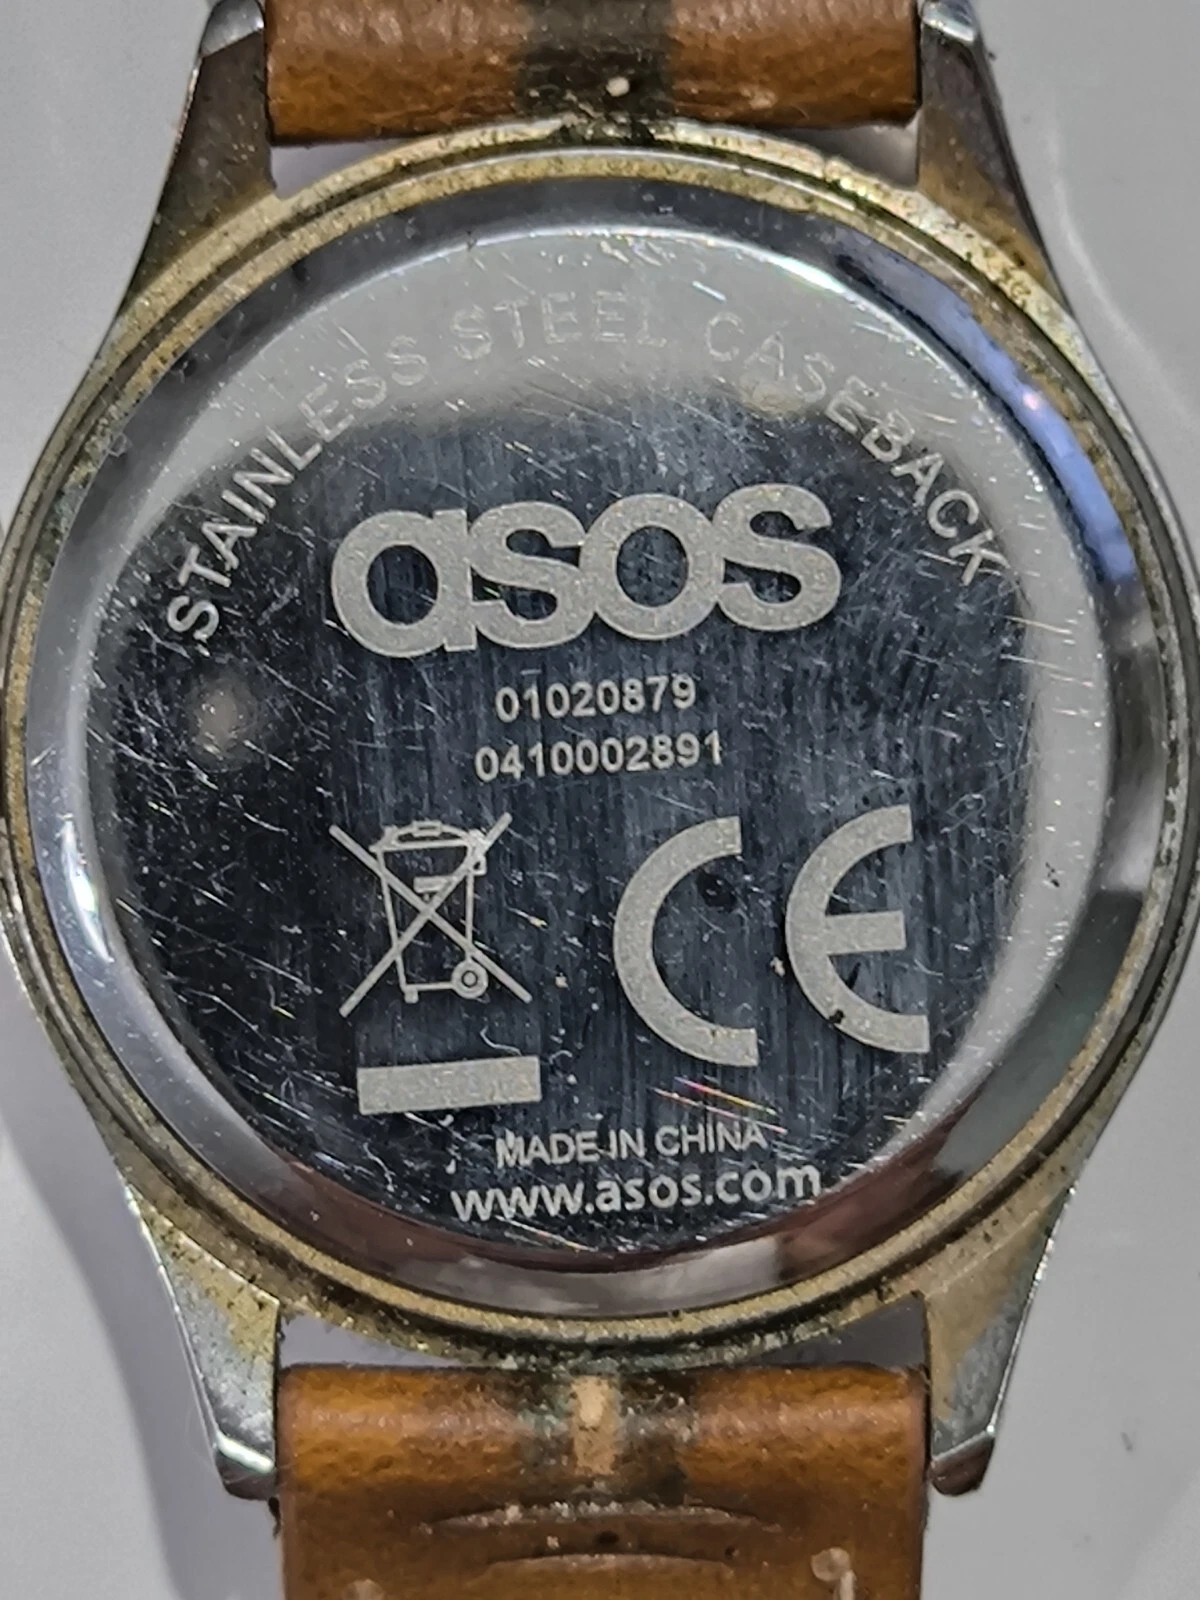 STAINLESS STEEL CASEBACK
asos
01020879
0410002891
CE
MADE IN CHINA
www.asos.com